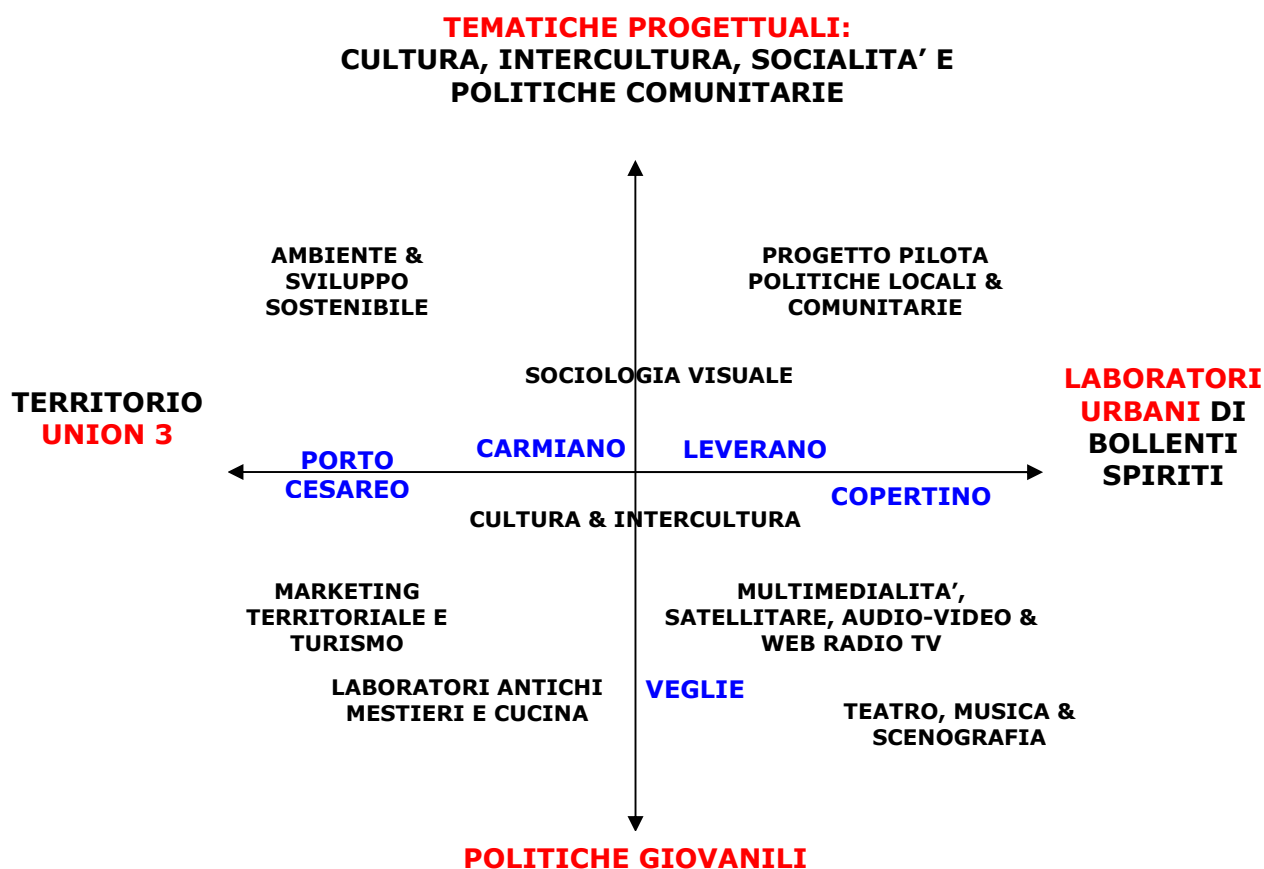 TEMATICHE PROGETTUALI:
CULTURA, INTERCULTURA, SOCIALITA’ E
POLITICHE COMUNITARIE
AMBIENTE &
SVILUPPO
SOSTENIBILE
PROGETTO PILOTA
POLITICHE LOCALI &
COMUNITARIE
SOCIOLOGIA VISUALE
TERRITORIO
UNION 3
LABORATORI
URBANI DI
BOLLENTI
SPIRITI
PORTO
CESAREO
CARMIANO
LEVERANO
COPERTINO
CULTURA & INTERCULTURA
MARKETING
TERRITORIALE E
TURISMO
MULTIMEDIALITA’,
SATELLITARE, AUDIO-VIDEO &
WEB RADIO TV
LABORATORI ANTICHI
MESTIERI E CUCINA
VEGLIE
TEATRO, MUSICA &
SCENOGRAFIA
POLITICHE GIOVANILI